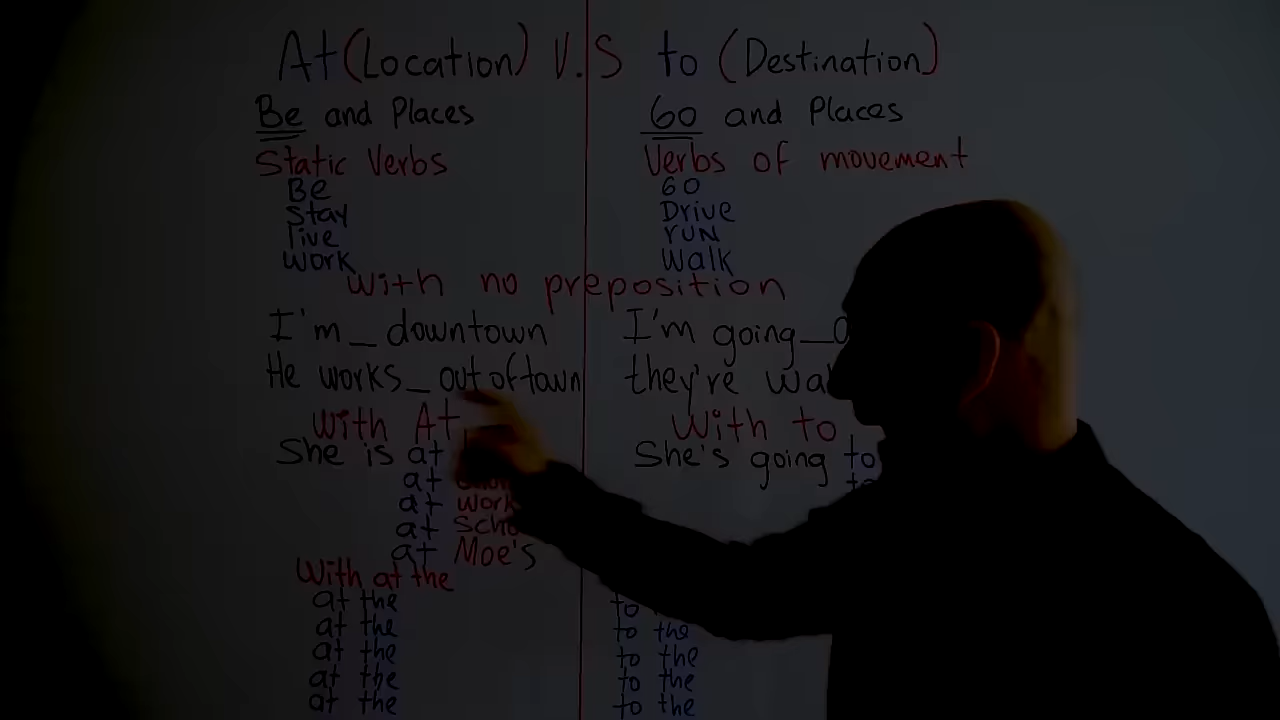 At (Location) V.S to (Destination)
Be and Places
Static Verbs
Be
Stay
live
work
Go and Places
Verbs of movement
Go
Drive
run
Walk
with no preposition
I'm _ downtown
He works _ out of town
With At
She is at
at
at work
at
at Moe's
With at the
at the
at the
at the
at the
at the
I'm going _
they're
With to
She's going to
to
to
to the
to the
to the
to the